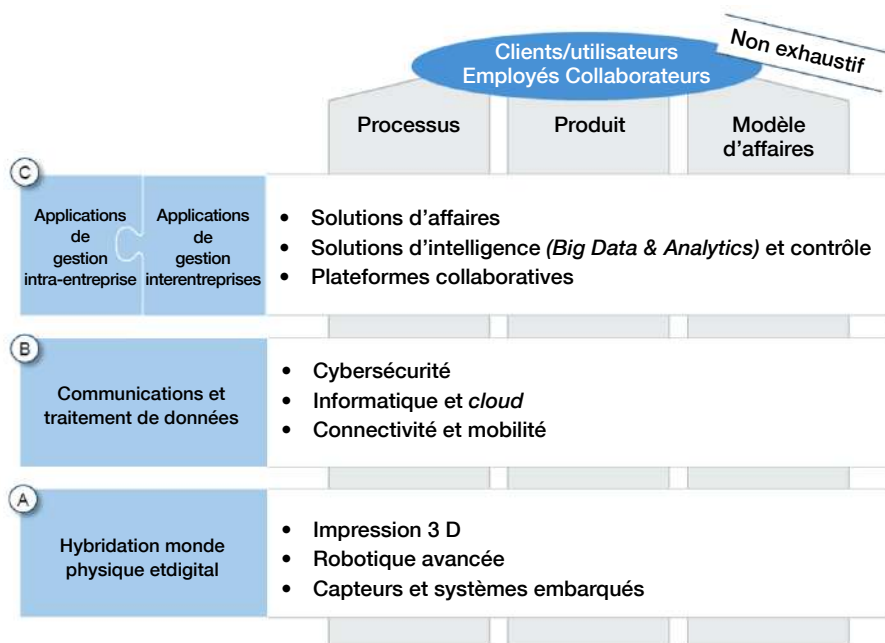 Clients/utilisateurs
Employés Collaborateurs
Non exhaustif
Processus
Produit
Modèle
d'affaires
C
Applications
de
gestion
intra-entreprise
Applications
de
gestion
interentreprises
• Solutions d'affaires
• Solutions d'intelligence (Big Data & Analytics) et contrôle
• Plateformes collaboratives
B
Communications et
traitement de données
• Cybersécurité
• Informatique et cloud
• Connectivité et mobilité
A
Hybridation monde
physique etdigital
• Impression 3 D
• Robotique avancée
• Capteurs et systèmes embarqués